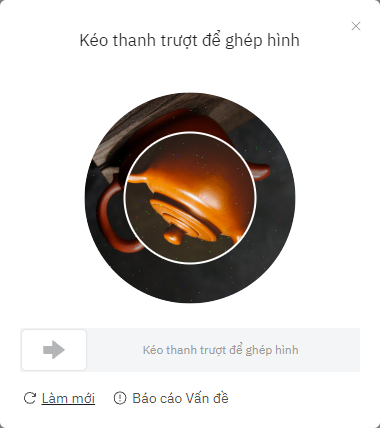 Kéo thanh trượt để ghép hình
Kéo thanh trượt để ghép hình
Làm mới
Báo cáo Vấn đề